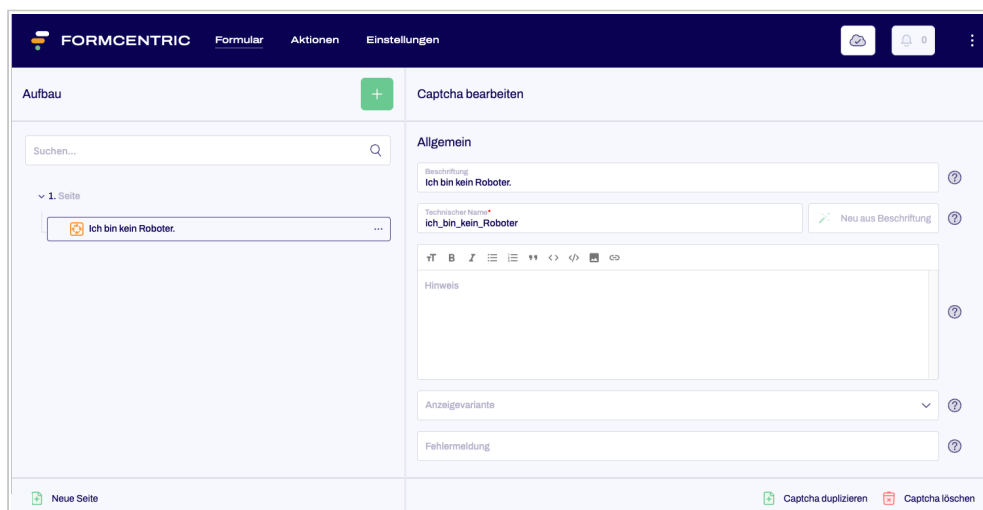 FORMCENTRIC Formular Aktionen Einstellungen 0
Aufbau
Captcha bearbeiten
Suchen...
1. Seite
Ich bin kein Roboter.
Allgemein
Beschriftung
Ich bin kein Roboter.
Technischer Name*
ich_bin_kein_Roboter
Neu aus Beschriftung
Hinweis
Anzeigevariante
Fehlermeldung
Neue Seite
Captcha duplizieren Captcha löschen